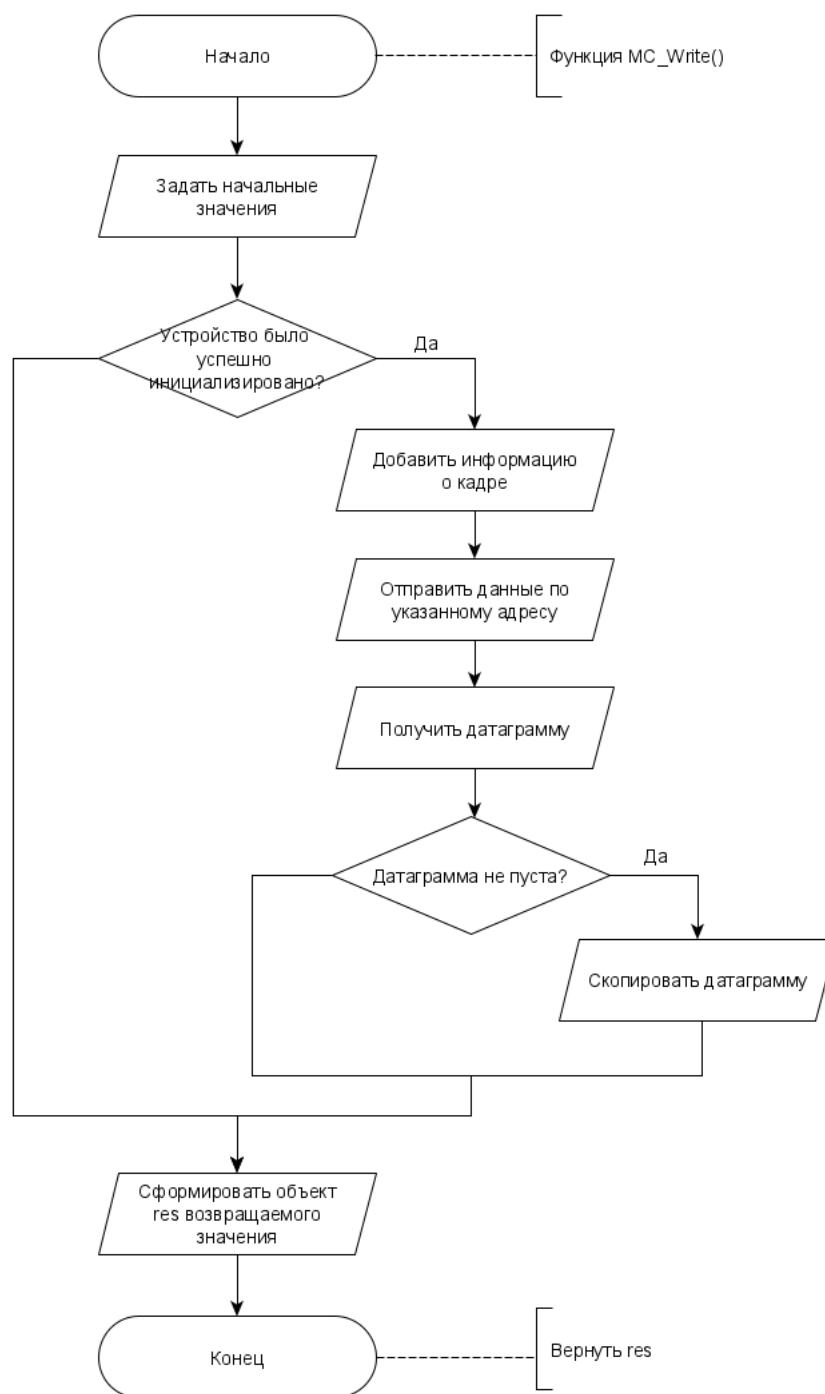 Начало
Функция MC_Write()
Задать начальные
значения
Устройство было
успешно
инициализировано?
Да
Добавить информацию
о кадре
Отправить данные по
указанному адресу
Получить датаграмму
Датаграмма не пуста?
Да
Скопировать датаграмму
Сформировать объект
res возвращаемого
значения
Конец
Вернуть res